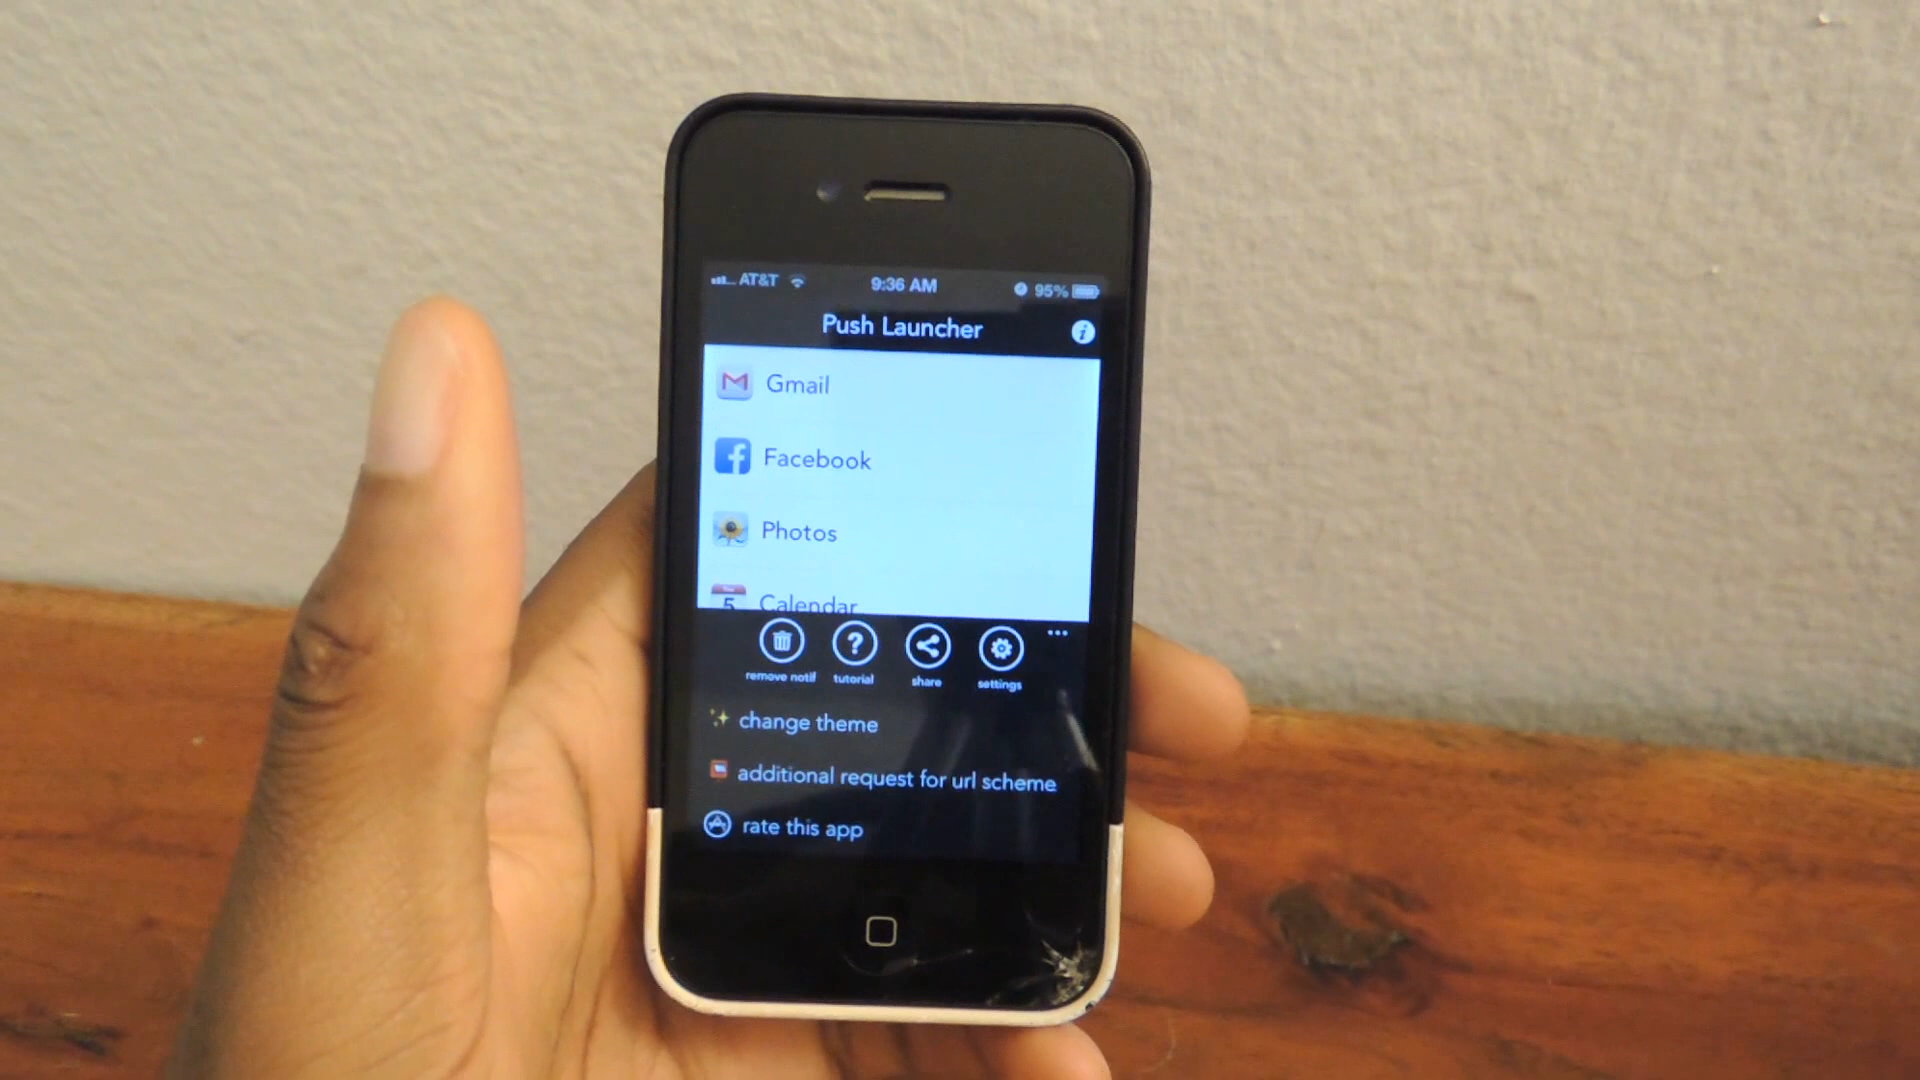 AT&T 9:36 AM 95%
Push Launcher i
Gmail
Facebook
Photos
5 Calendar
? 
remove notif tutorial share settings
change theme
additional request for url scheme
rate this app